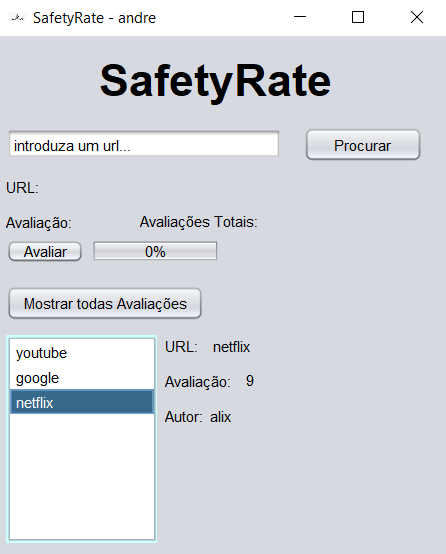 SafetyRate - andre
SafetyRate
introduza um url...
Procurar
URL:
Avaliação:
Avaliações Totais:
Avaliar
0%
Mostrar todas Avaliações
youtube
google
netflix
URL: netflix
Avaliação: 9
Autor: alix